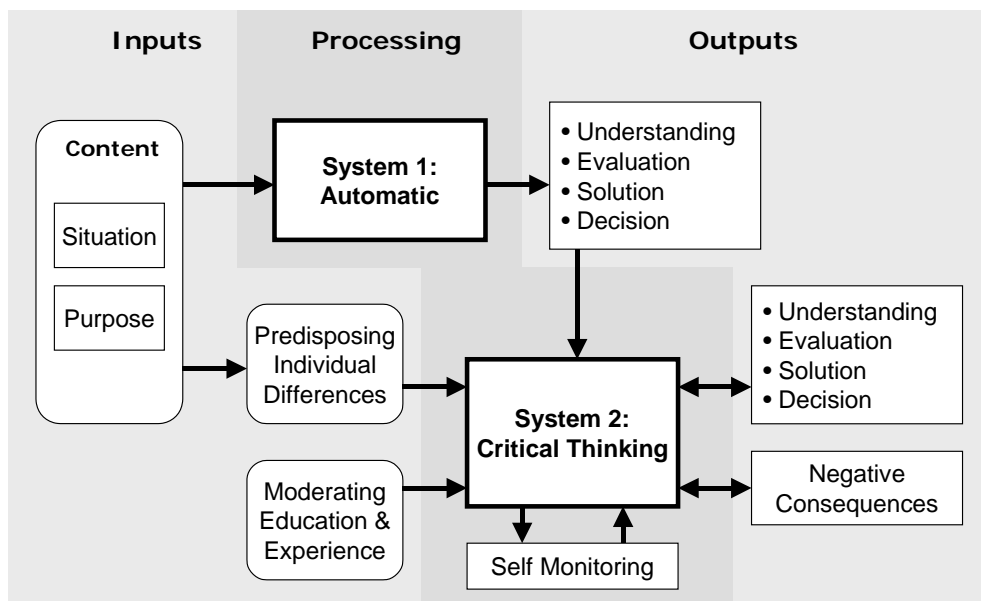 Inputs
Processing
Outputs
Content
Situation
Purpose
System 1:
Automatic
• Understanding
• Evaluation
• Solution
• Decision
Predisposing
Individual
Differences
Moderating
Education &
Experience
System 2:
Critical Thinking
Self Monitoring
• Understanding
• Evaluation
• Solution
• Decision
Negative
Consequences